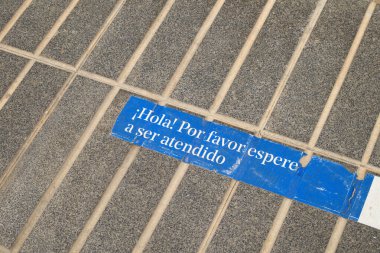 ¡Hola! Por favor espere
a ser atendido